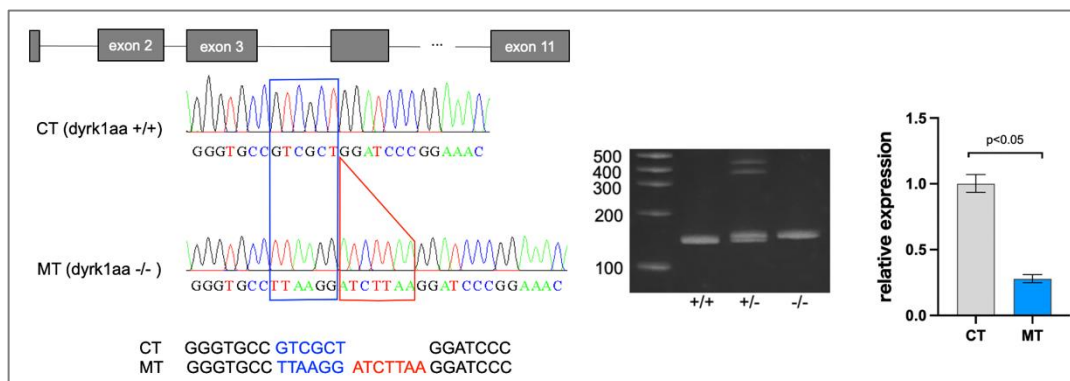 exon 2 exon 3 ... exon 11
CT (dyrk1aa +/+)
GGGTGCCGTCGCTGGATCCCGGAAAC
MT (dyrk1aa -/-)
GGGTGCCTTAAGGATCTTAAGGATCCCGGAAAC
CT GGGTGCC GTCGCT GGATCCC
MT GGGTGCC TTAAGG ATCTTAA GGATCCC
500
400
300
200
100
+/+ +/- -/-
relative expression
p<0.05
1.5
1.0
0.5
0.0
CT MT